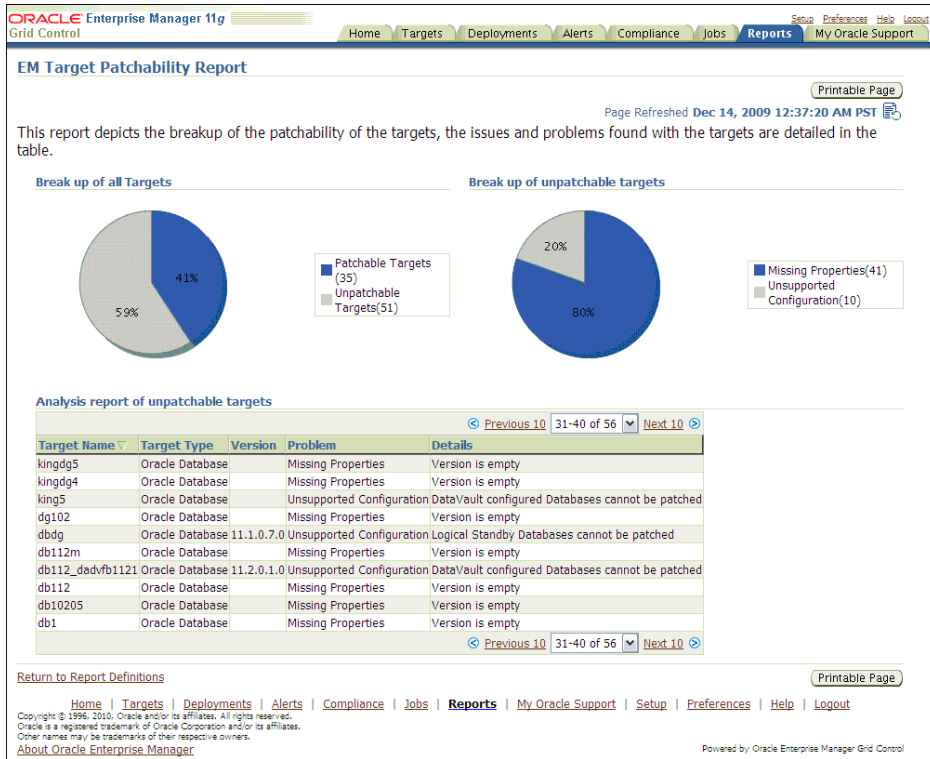 ORACLE Enterprise Manager 11g
Grid Control
Setup Preferences Help Logout
Home Targets Deployments Alerts Compliance Jobs Reports My Oracle Support
EM Target Patchability Report
Printable Page
Page Refreshed Dec 14, 2009 12:37:20 AM PST
This report depicts the breakup of the patchability of the targets, the issues and problems found with the targets are detailed in the
table.
Break up of all Targets
41%
59%
Patchable Targets
(35)
Unpatchable
Targets(51)
Break up of unpatchable targets
20%
80%
Missing Properties(41)
Unsupported
Configuration(10)
Analysis report of unpatchable targets
Previous 10 31-40 of 56 Next 10
Target Name Target Type Version Problem Details
kingdg5 Oracle Database Missing Properties Version is empty
kingdg4 Oracle Database Missing Properties Version is empty
king5 Oracle Database Unsupported Configuration DataVault configured Databases cannot be patched
dg102 Oracle Database Missing Properties Version is empty
dbdg Oracle Database 11.1.0.7.0 Unsupported Configuration Logical Standby Databases cannot be patched
db112m Oracle Database Missing Properties Version is empty
db112_dadvfb1121 Oracle Database 11.2.0.1.0 Unsupported Configuration DataVault configured Databases cannot be patched
db112 Oracle Database Missing Properties Version is empty
db10205 Oracle Database Missing Properties Version is empty
db1 Oracle Database Missing Properties Version is empty
Previous 10 31-40 of 56 Next 10
Return to Report Definitions
Printable Page
Home | Targets | Deployments | Alerts | Compliance | Jobs | Reports | My Oracle Support | Setup | Preferences | Help | Logout
Copyright © 1996, 2010, Oracle and/or its affiliates. All rights reserved.
Oracle is a registered trademark of Oracle Corporation and/or its affiliates.
Other names may be trademarks of their respective owners.
About Oracle Enterprise Manager
Powered by Oracle Enterprise Manager Grid Control